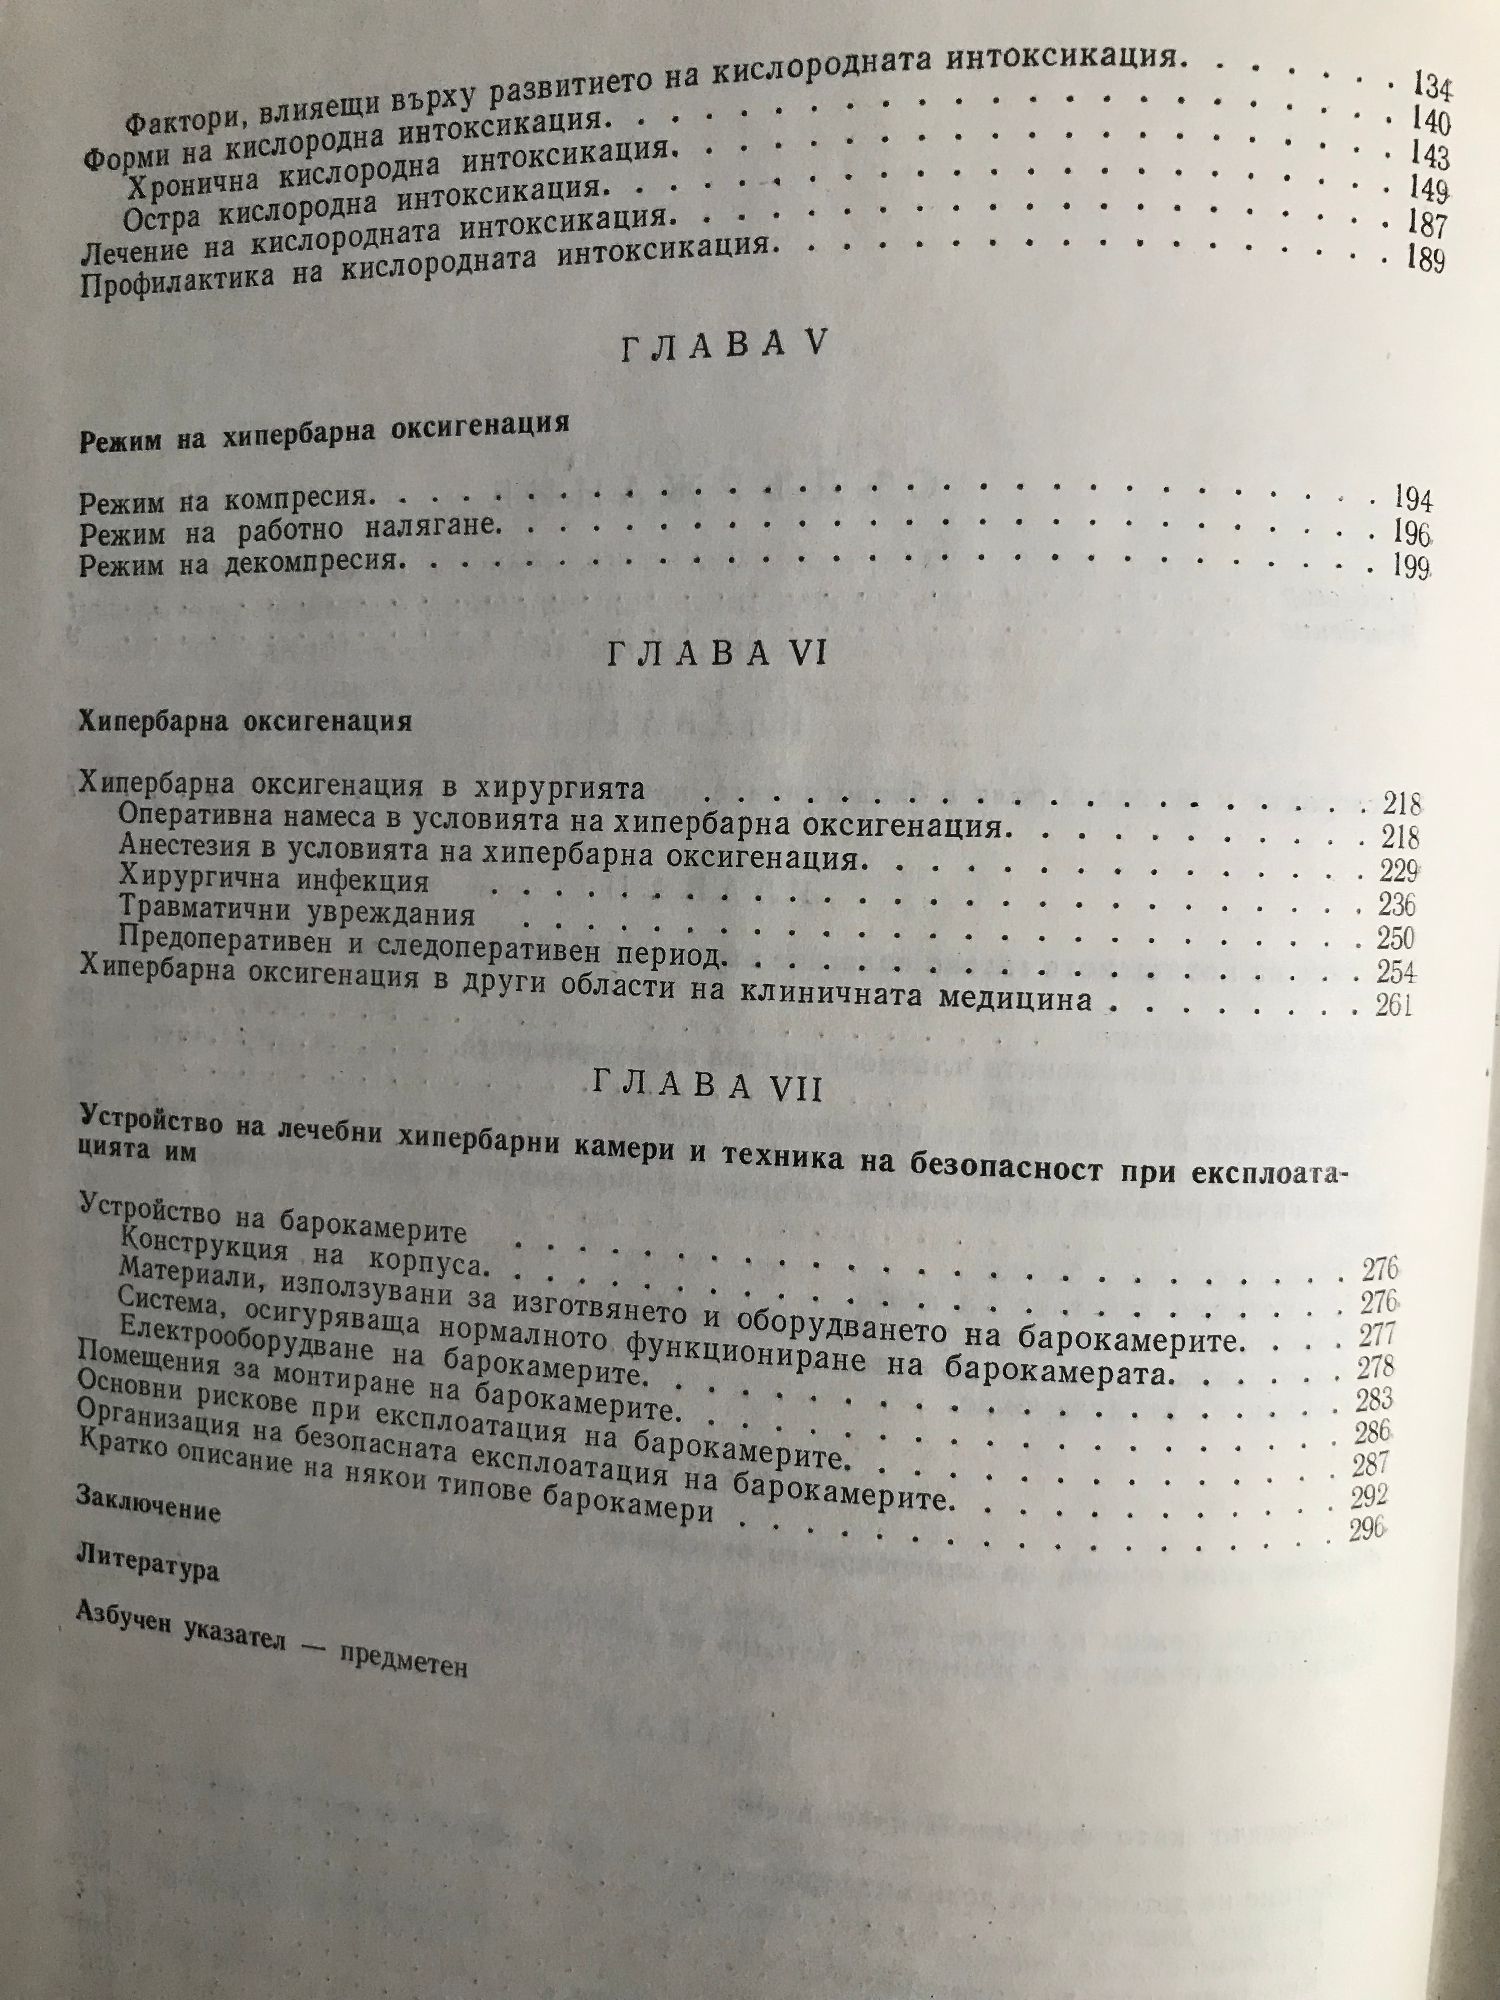 Фактори, влияещи върху развитието на кислородната интоксикация. . . . . . . 134
Форми на кислородна интоксикация. . . . . . . . . . . . . . . . . . 140
Хронична кислородна интоксикация. . . . . . . . . . . . . . . . . 143
Остра кислородна интоксикация. . . . . . . . . . . . . . . . . . 149
Лечение на кислородната интоксикация. . . . . . . . . . . . . . . . 187
Профилактика на кислородната интоксикация. . . . . . . . . . . . . . 189
ГЛАВА V
Режим на хипербарна оксигенация
Режим на компресия. . . . . . . . . . . . . . . . . . . . . . . 194
Режим на работно налягане. . . . . . . . . . . . . . . . . . . . 196
Режим на декомпресия. . . . . . . . . . . . . . . . . . . . . . 199
ГЛАВА VI
Хипербарна оксигенация
Хипербарна оксигенация в хирургията . . . . . . . . . . . . . . . . 218
Оперативна намеса в условията на хипербарна оксигенация. . . . . . . . . . 218
Анестезия в условията на хипербарна оксигенация. . . . . . . . . . . . . 229
Хирургична инфекция . . . . . . . . . . . . . . . . . . . . . 236
Травматични увреждания . . . . . . . . . . . . . . . . . . . . 250
Предоперативен и следоперативен период. . . . . . . . . . . . . . . 254
Хипербарна оксигенация в други области на клиничната медицина . . . . . . . . 261
ГЛАВА VII
Устройство на лечебни хипербарни камери и техника на безопасност при експлоата-
цията им
Устройство на барокамерите . . . . . . . . . . . . . . . . . . . . 276
Конструкция на корпуса. . . . . . . . . . . . . . . . . . . . . 276
Материали, използувани за изготвянето и оборудването на барокамерите. . . . 277
Система, осигуряваща нормалното функциониране на барокамерата. . . . . . 278
Електрооборудване на барокамерите. . . . . . . . . . . . . . . . . 283
Помещения за монтиране на барокамерите. . . . . . . . . . . . . . . 286
Основни рискове при експлоатация на барокамерите. . . . . . . . . . . . 287
Организация на безопасната експлоатация на барокамерите. . . . . . . . . . 292
Кратко описание на някои типове барокамери . . . . . . . . . . . . . . 296
Заключение
Литература
Азбучен указател — предметен